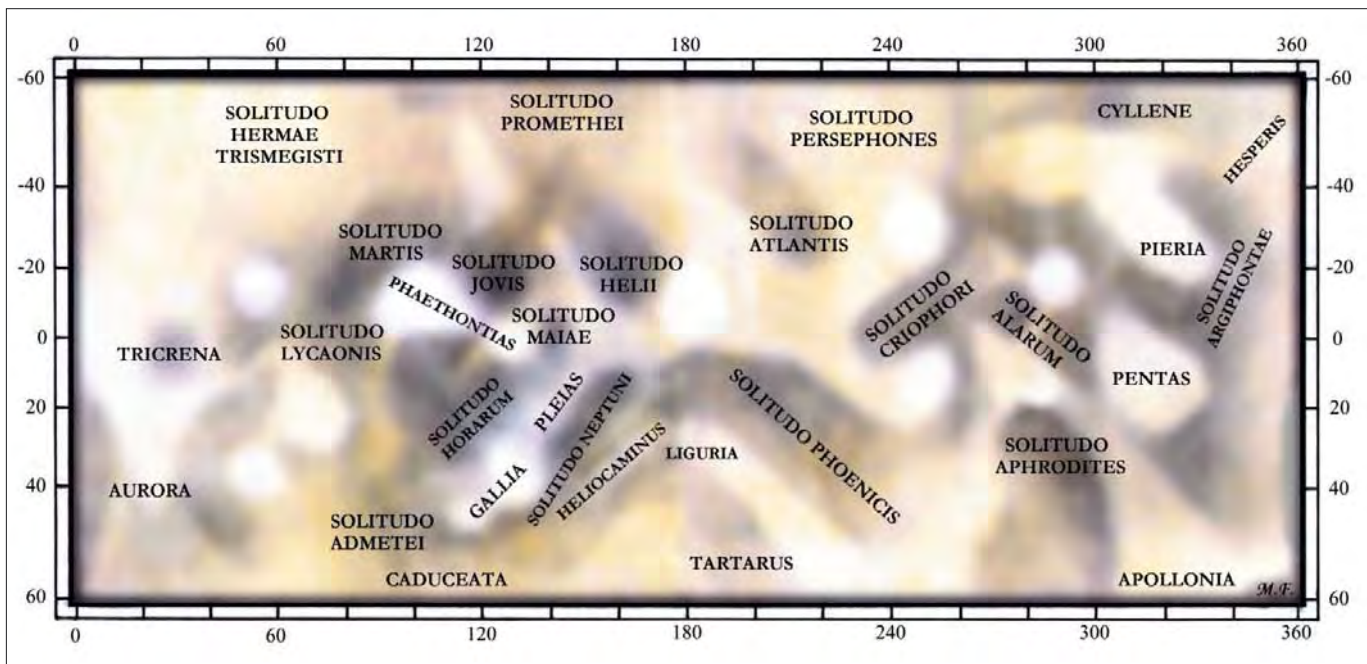 0 60 120 180 240 300 360
-60 -60
SOLITUDO
HERMAE
TRISMEGISTI
SOLITUDO
PROMETHEI
SOLITUDO
PERSEPHONES
CYLLENE
HESPERIS
-40 -40
SOLITUDO
MARTIS
SOLITUDO
JOVIS
SOLITUDO
HELII
SOLITUDO
ATLANTIS
PIERIA
SOLITUDO
ARGIPHONTAE
-20 -20
PHAETHONTIAS
SOLITUDO
MAIAE
SOLITUDO
CRIOPHORI
SOLITUDO
ALARUM
0 0
TRICRENA
SOLITUDO
LYCAONIS
PENTAS
20 20
SOLITUDO
HORARUM
PLEIAS
SOLITUDO NEPTUNI
HELIOCAMINUS
LIGURIA
SOLITUDO PHOENICIS
SOLITUDO
APHRODITES
40 40
AURORA
GALLIA
SOLITUDO
ADMETEI
CADUCEATA
TARTARUS
APOLLONIA
M.F.
60 60
0 60 120 180 240 300 360